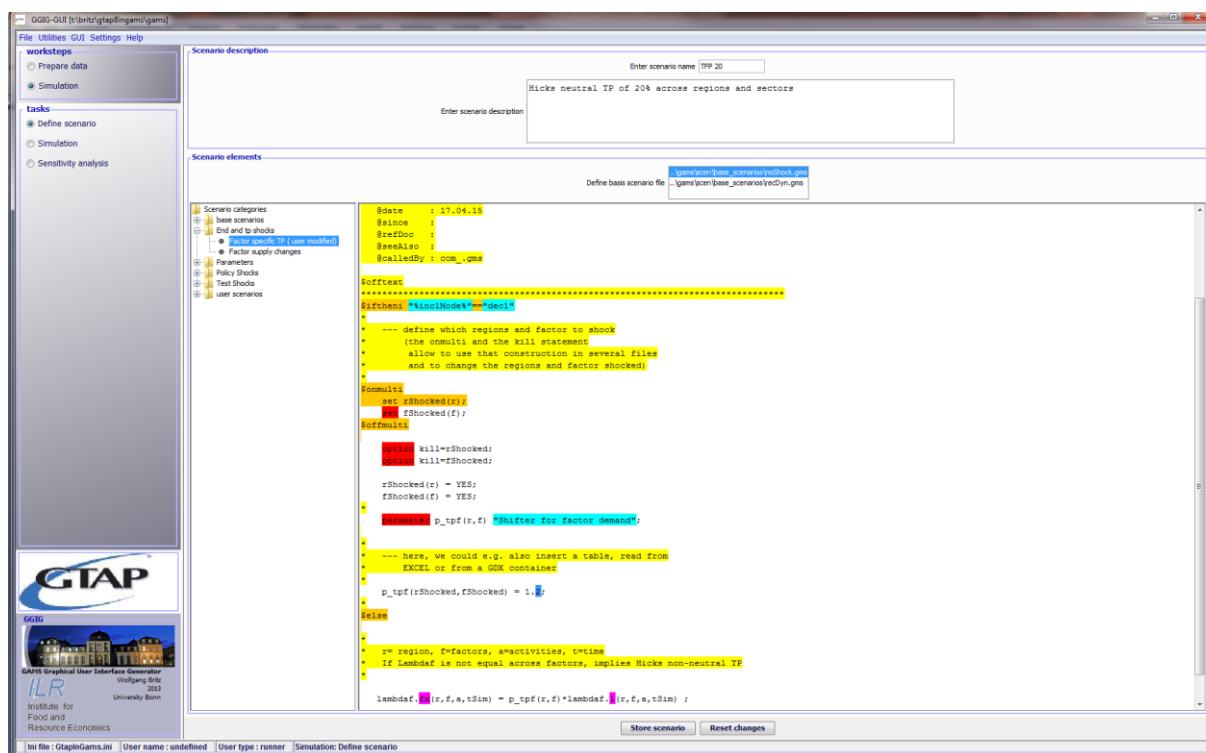 GGIG-GUI [t:\britz\gtap8ingams\gams]
File Utilities GUI Settings Help
worksteps
Prepare data
Simulation
tasks
Define scenario
Simulation
Sensitivity analysis
Scenario description
Enter scenario name TFP 20
Enter scenario description
Hicks neutral TP of 20% across regions and sectors
Scenario elements
Define basis scenario file
...\gams\scen\base_scenarios\noShock.gms
...\gams\scen\base_scenarios\recDyn.gms
Scenario categories
base scenarios
End and tp shocks
Factor specific TP ( user modified)
Factor supply changes
Parameters
Policy Shocks
Test Shocks
user scenarios
@date : 17.04.15
@since :
@refDoc :
@seeAlso :
@calledBy : com_.gms
$offtext
********************************************************************************
$iftheni "%inclMode%"=="decl"
*
* --- define which regions and factor to shock
* (the onmulti and the kill statement
* allow to use that construction in several files
* and to change the regions and factor shocked)
*
$onmulti
set rShocked(r);
set fShocked(f);
$offmulti
option kill=rShocked;
option kill=fShocked;
rShocked(r) = YES;
fShocked(f) = YES;
*
parameter p_tpf(r,f) "Shifter for factor demand";
*
* --- here, we could e.g. also insert a table, read from
* EXCEL or from a GDX container
*
p_tpf(rShocked,fShocked) = 1.2;
*
$else
*
* r= region, f=factors, a=activities, t=time
* If Lambdaf is not equal across factors, implies Hicks non-neutral TP
*
lambdaf.fx(r,f,a,tSim) = p_tpf(r,f)*lambdaf.l(r,f,a,tSim) ;
Store scenario Reset changes
GTAP
GGIG
GAMS Graphical User Interface Generator
Wolfgang Britz
2013
University Bonn
ILR
Institute for
Food and
Resource Economics
Ini file : GtapInGams.ini User name : undefined User type : runner Simulation: Define scenario